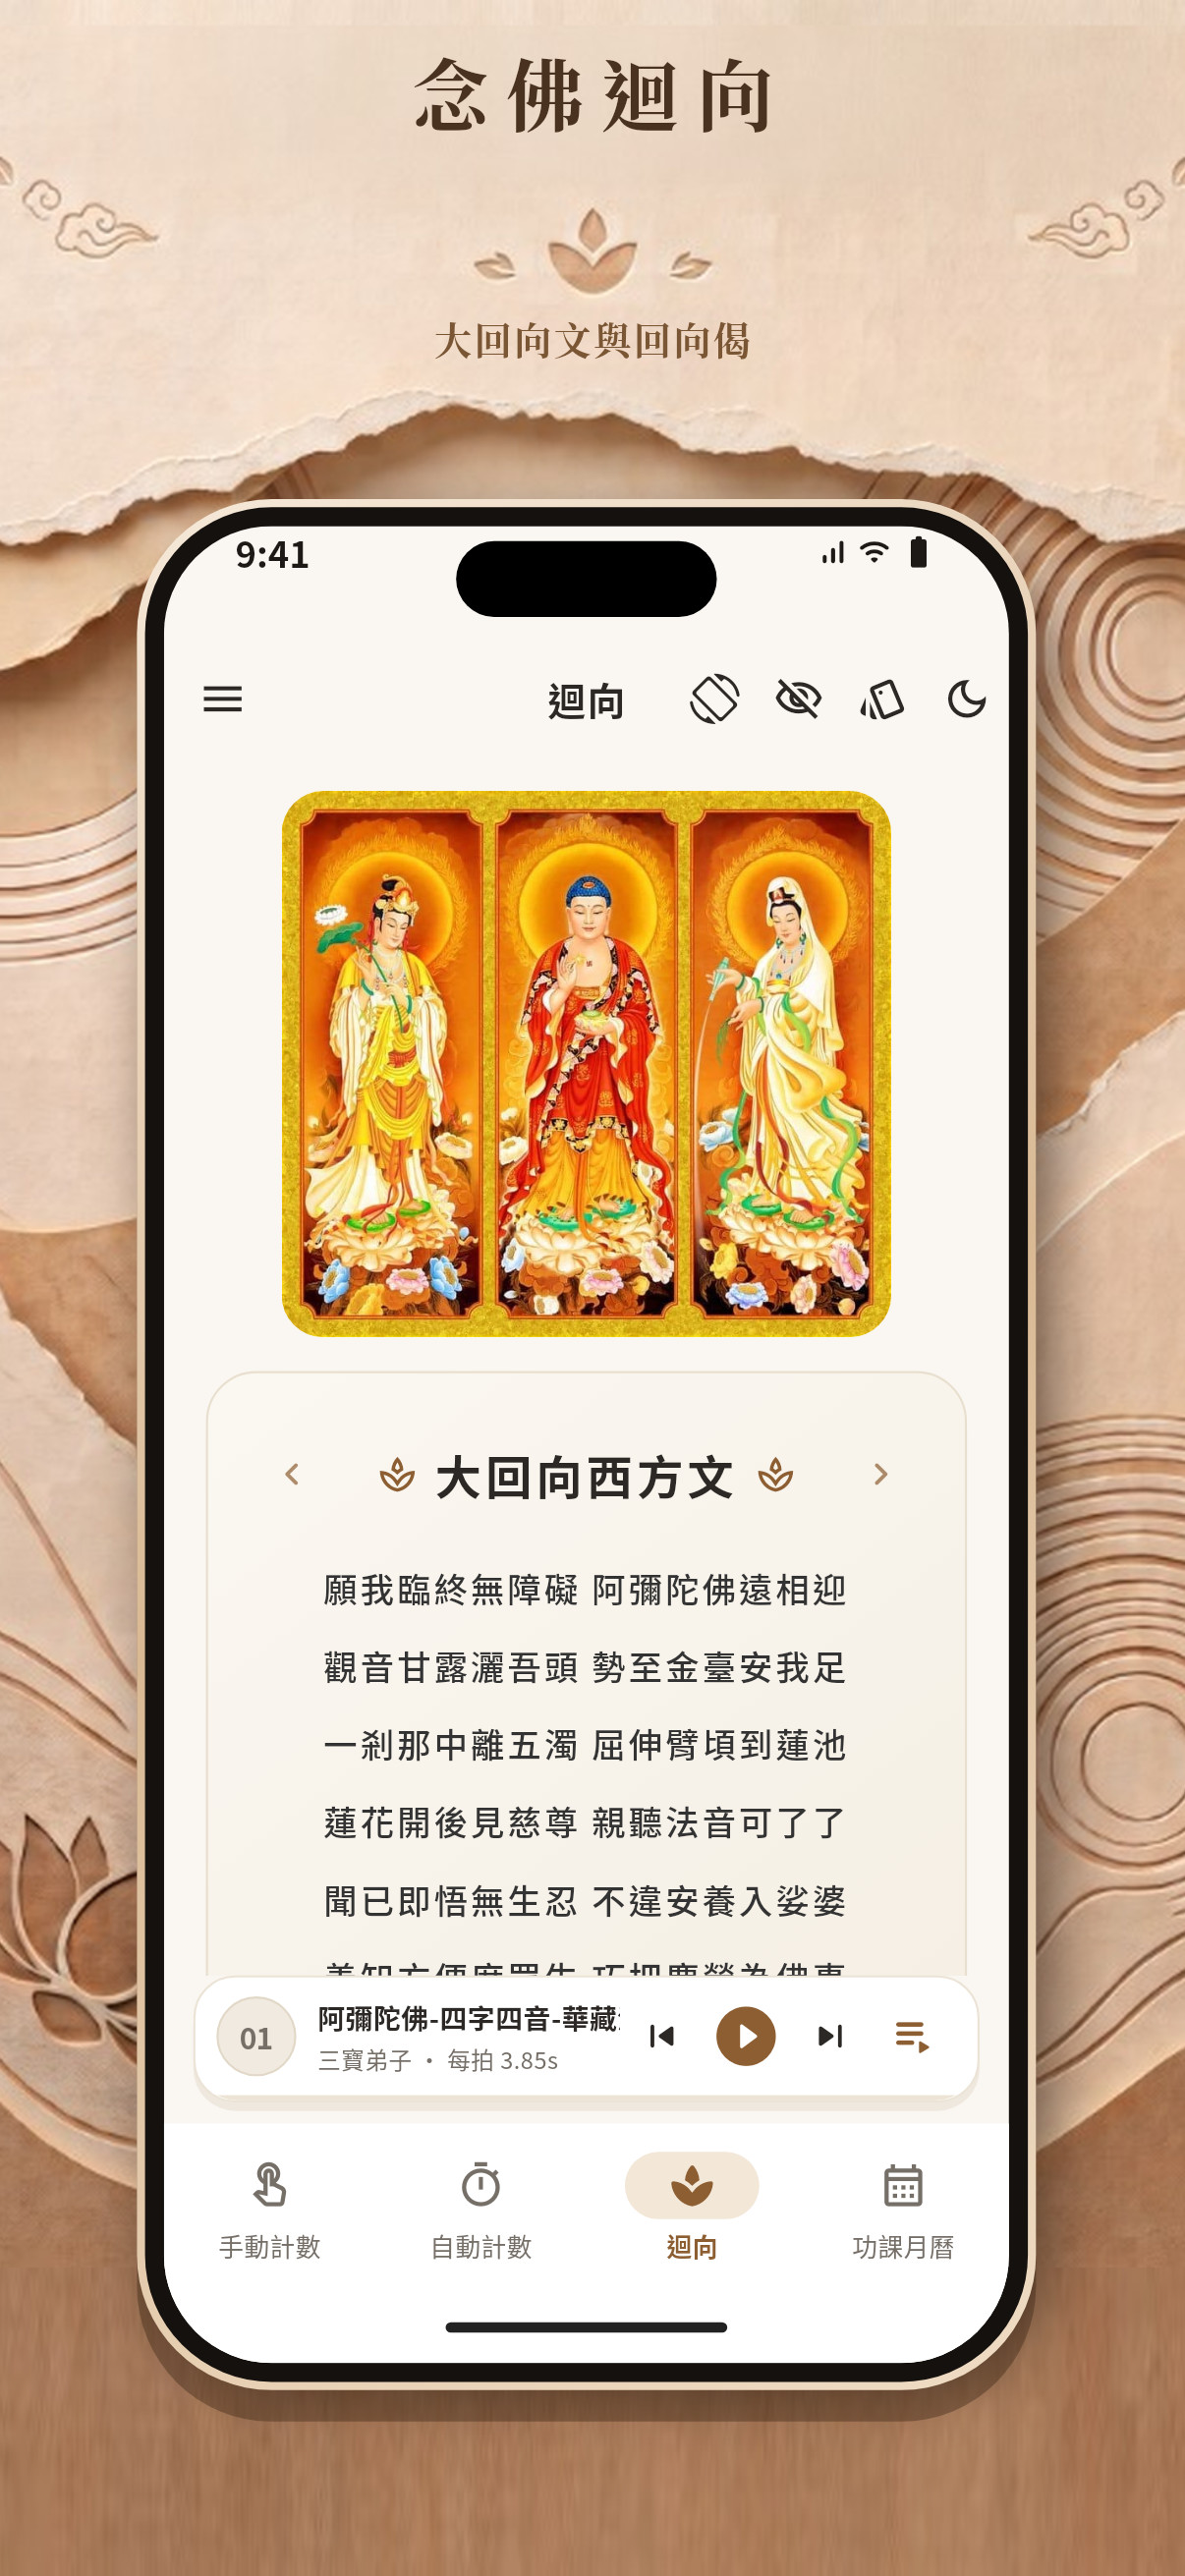 念佛迴向
大回向文與回向偈
9:41
迴向
大回向西方文
願我臨終無障礙 阿彌陀佛遠相迎
觀音甘露灑吾頭 勢至金臺安我足
一剎那中離五濁 屈伸臂頃到蓮池
蓮花開後見慈尊 親聽法音可了了
聞已即悟無生忍 不違安養入娑婆
01
阿彌陀佛-四字四音-華藏
三寶弟子 · 每拍 3.85s
手動計數
自動計數
迴向
功課月曆